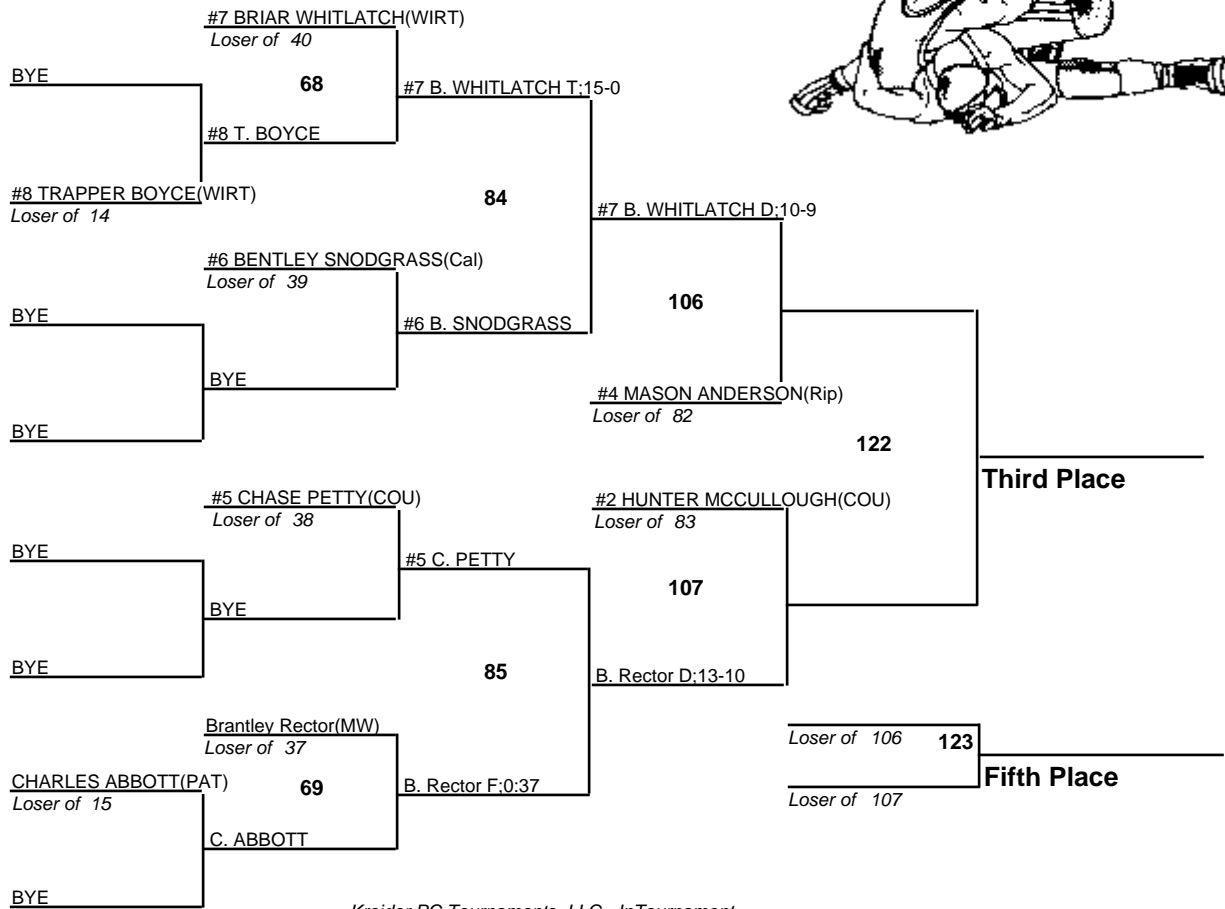 #7 BRIAR WHITLATCH(WIRT)
Loser of 40
BYE
68
#7 B. WHITLATCH T;15-0
#8 T. BOYCE
#8 TRAPPER BOYCE(WIRT)
Loser of 14
84
#7 B. WHITLATCH D;10-9
#6 BENTLEY SNODGRASS(Cal)
Loser of 39
BYE
106
#6 B. SNODGRASS
BYE
#4 MASON ANDERSON(Rip)
Loser of 82
BYE
122
Third Place
#5 CHASE PETTY(COU)
Loser of 38
#2 HUNTER MCCULLOUGH(COU)
Loser of 83
BYE
#5 C. PETTY
107
BYE
BYE
85
B. Rector D;13-10
Brantley Rector(MW)
Loser of 37
Loser of 106
123
Fifth Place
CHARLES ABBOTT(PAT)
Loser of 15
69
B. Rector F;0:37
Loser of 107
C. ABBOTT
BYE